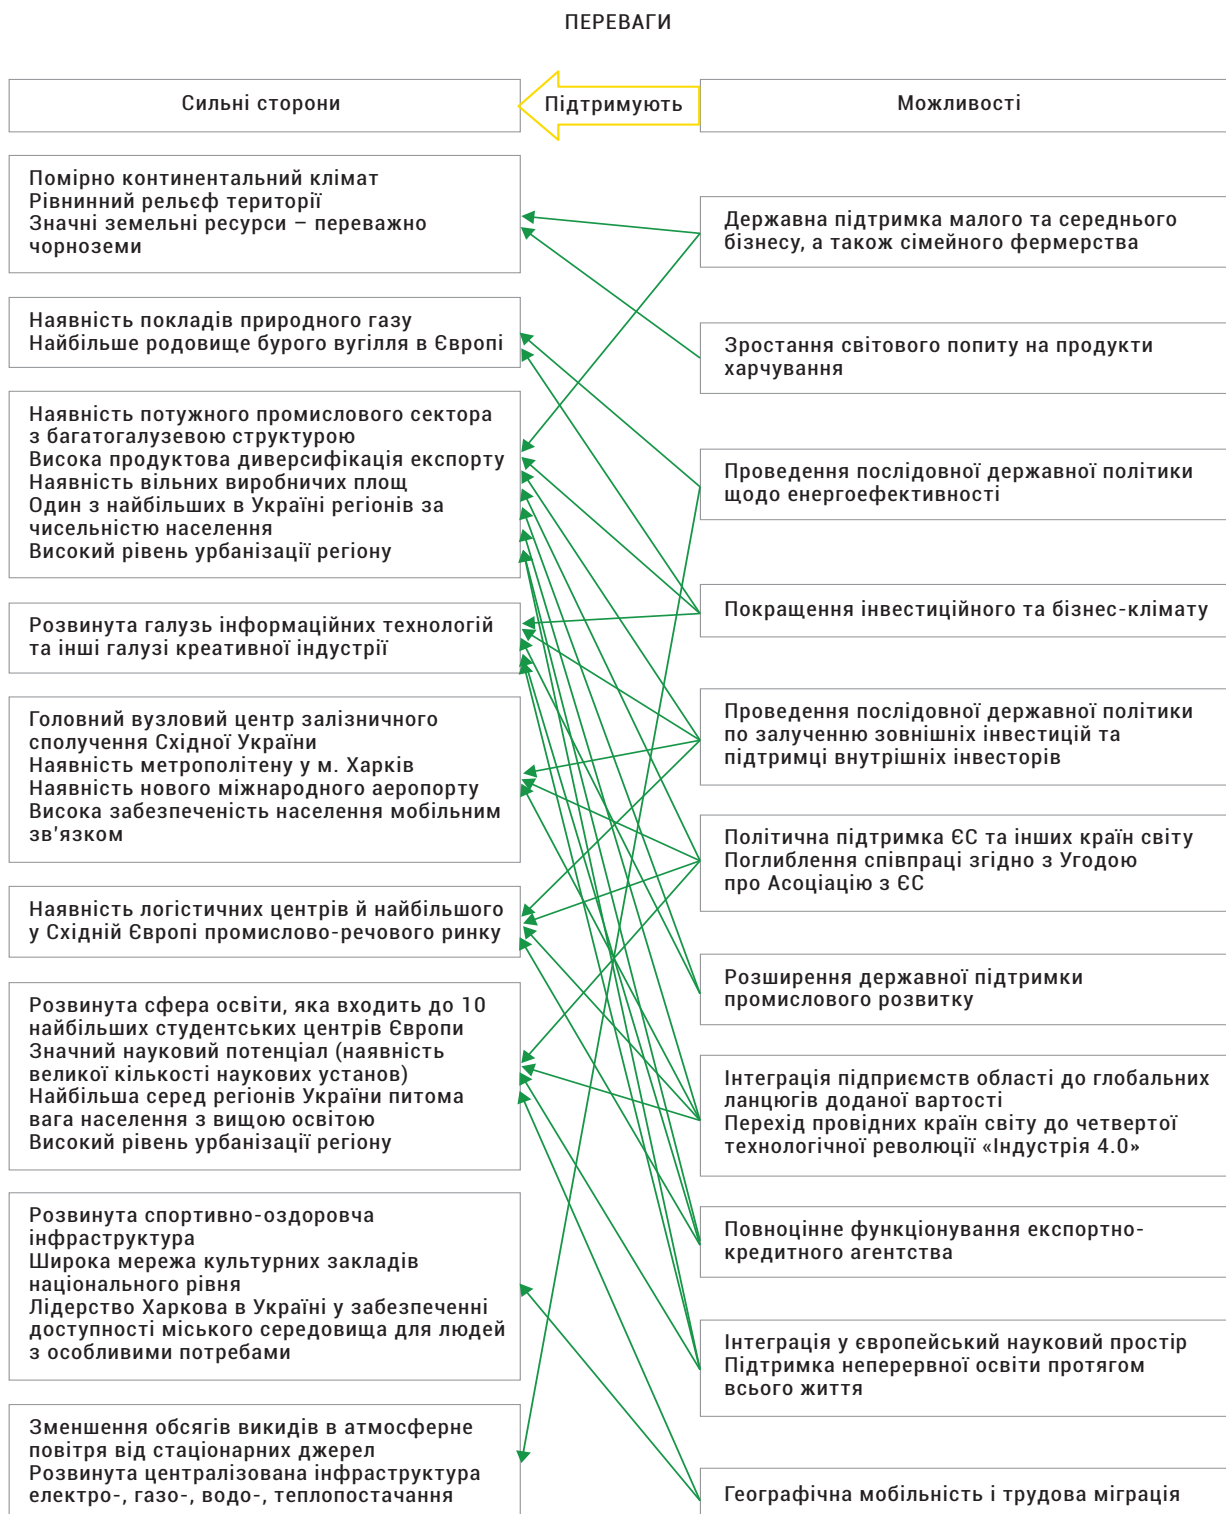 ПЕРЕВАГИ
Сильні сторони
Підтримують
Можливості
Помірно континентальний клімат
Рівнинний рельєф території
Значні земельні ресурси – переважно
чорноземи
Наявність покладів природного газу
Найбільше родовище бурого вугілля в Європі
Наявність потужного промислового сектора
з багатогалузевою структурою
Висока продуктова диверсифікація експорту
Наявність вільних виробничих площ
Один з найбільших в Україні регіонів за
чисельністю населення
Високий рівень урбанізації регіону
Розвинута галузь інформаційних технологій
та інші галузі креативної індустрії
Головний вузловий центр залізничного
сполучення Східної України
Наявність метрополітену у м. Харків
Наявність нового міжнародного аеропорту
Висока забезпеченість населення мобільним
зв'язком
Наявність логістичних центрів й найбільшого
у Східній Європі промислово-речового ринку
Розвинута сфера освіти, яка входить до 10
найбільших студентських центрів Європи
Значний науковий потенціал (наявність
великої кількості наукових установ)
Найбільша серед регіонів України питома
вага населення з вищою освітою
Високий рівень урбанізації регіону
Розвинута спортивно-оздоровча
інфраструктура
Широка мережа культурних закладів
національного рівня
Лідерство Харкова в Україні у забезпеченні
доступності міського середовища для людей
з особливими потребами
Зменшення обсягів викидів в атмосферне
повітря від стаціонарних джерел
Розвинута централізована інфраструктура
електро-, газо-, водо-, теплопостачання
Державна підтримка малого та середнього
бізнесу, а також сімейного фермерства
Зростання світового попиту на продукти
харчування
Проведення послідовної державної політики
щодо енергоефективності
Покращення інвестиційного та бізнес-клімату
Проведення послідовної державної політики
по залученню зовнішніх інвестицій та
підтримці внутрішніх інвесторів
Політична підтримка ЄС та інших країн світу
Поглиблення співпраці згідно з Угодою
про Асоціацію з ЄС
Розширення державної підтримки
промислового розвитку
Інтеграція підприємств області до глобальних
ланцюгів доданої вартості
Перехід провідних країн світу до четвертої
технологічної революції «Індустрія 4.0»
Повноцінне функціонування експортно-
кредитного агентства
Інтеграція у європейський науковий простір
Підтримка неперервної освіти протягом
всього життя
Географічна мобільність і трудова міграція